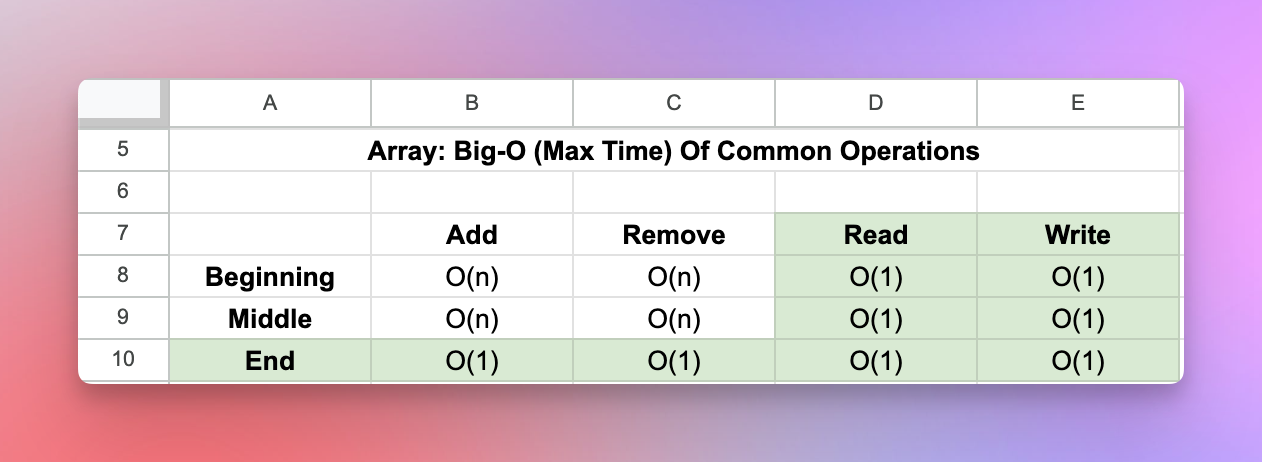 A B C D E
5 Array: Big-O (Max Time) Of Common Operations
6
7 Add Remove Read Write
8 Beginning O(n) O(n) O(1) O(1)
9 Middle O(n) O(n) O(1) O(1)
10 End O(1) O(1) O(1) O(1)